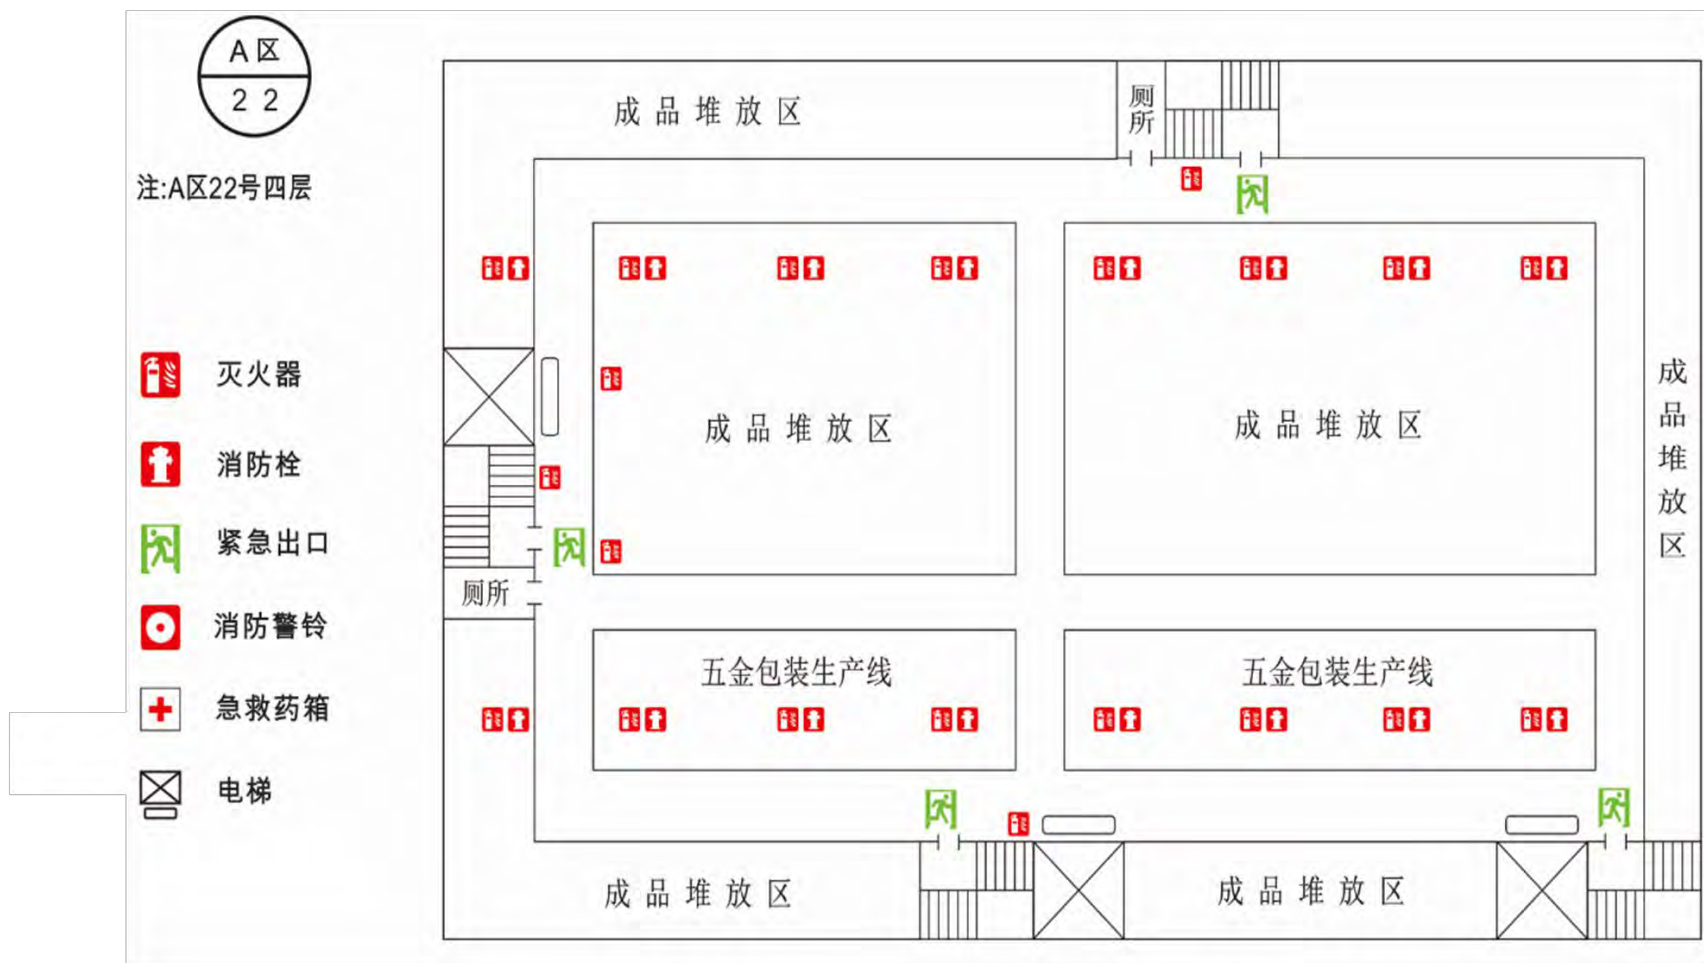 A区
22
注:A区22号四层
灭火器
消防栓
紧急出口
消防警铃
急救药箱
电梯
成品堆放区
厕所
成品堆放区
成品堆放区
成品堆放区
厕所
五金包装生产线
五金包装生产线
成品堆放区
成品堆放区